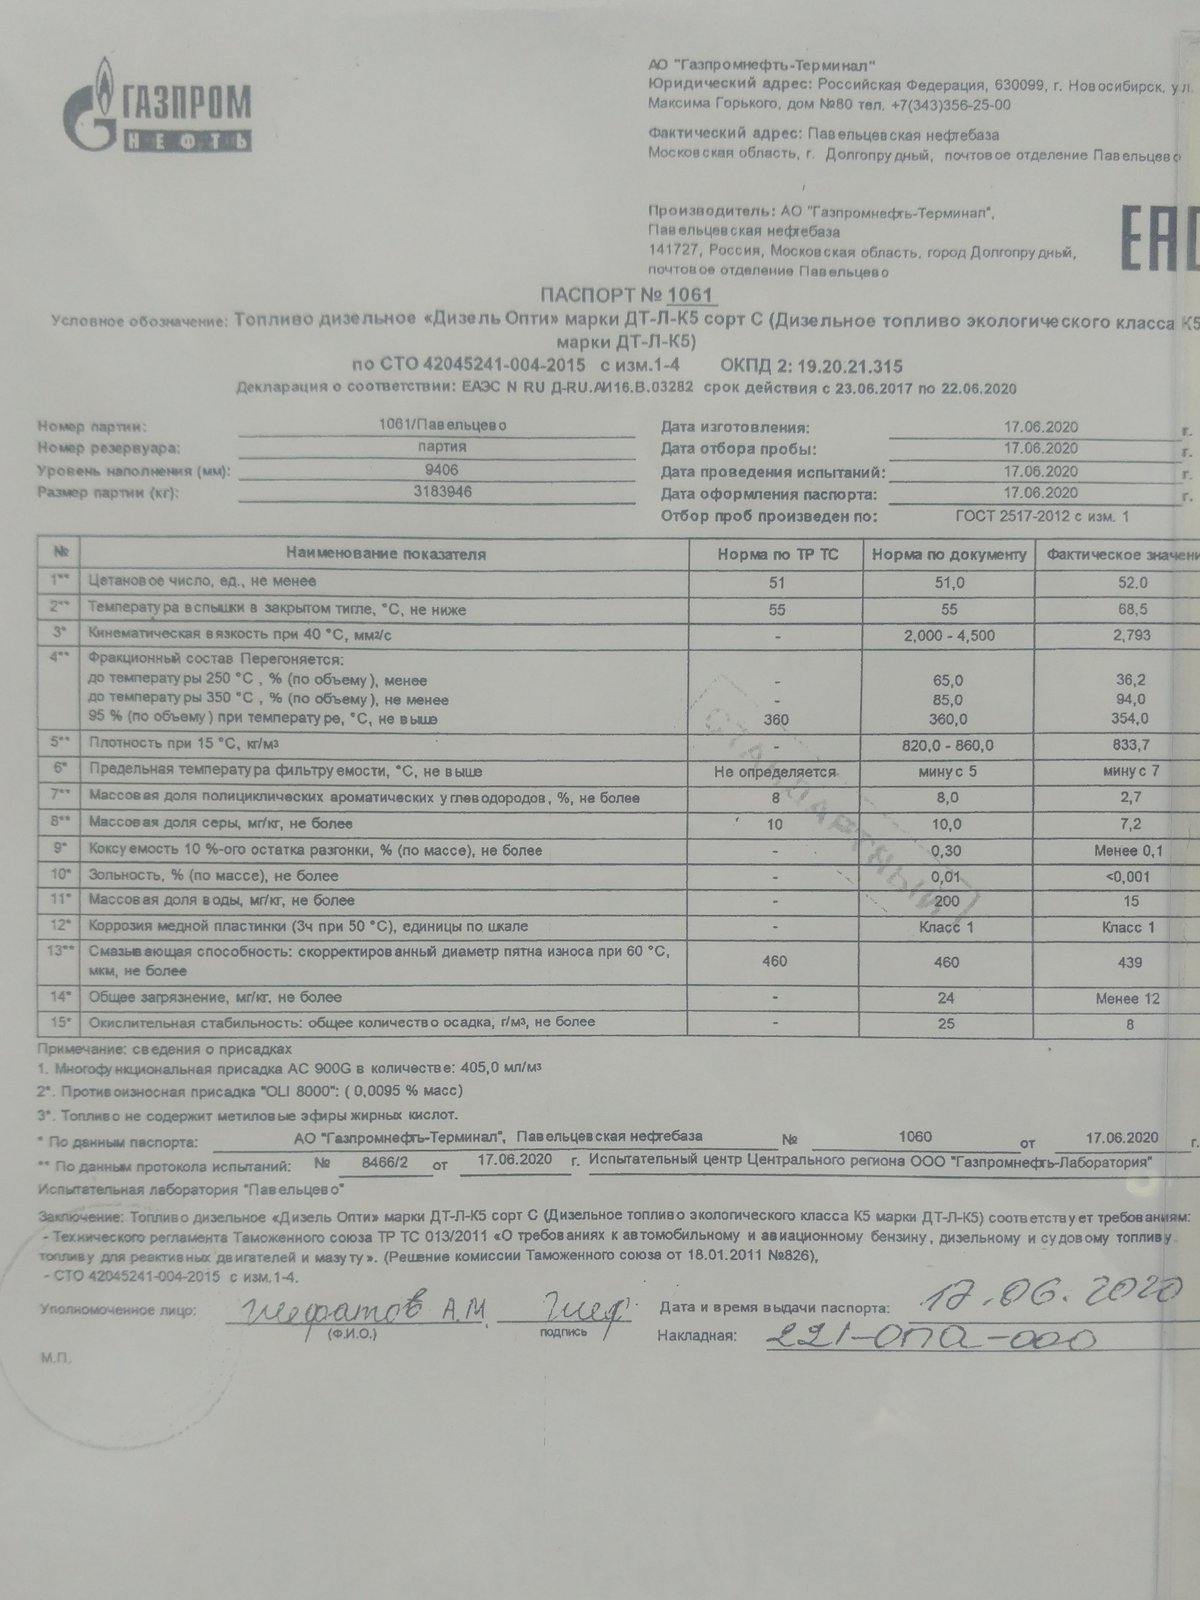 ГАЗПРОМ
НЕФТЬ
АО "Газпромнефть-Терминал"
Юридический адрес: Российская Федерация, 630099, г. Новосибирск, ул.
Максима Горького, дом №80 тел. +7(343)356-25-00
Фактический адрес: Павельцевская нефтебаза
Московская область, г. Долгопрудный, почтовое отделение Павельцево
Производитель: АО "Газпромнефть-Терминал",
Павельцевская нефтебаза
141727, Россия, Московская область, город Долгопрудный,
почтовое отделение Павельцево
EAC
ПАСПОРТ № 1061
Условное обозначение: Топливо дизельное «Дизель Опти» марки ДТ-Л-К5 сорт С (Дизельное топливо экологического класса К5
марки ДТ-Л-К5)
по СТО 42045241-004-2015 с изм.1-4 ОКПД 2: 19.20.21.315
Декларация о соответствии: ЕАЭС N RU Д-RU.АИ16.В.03282 срок действия с 23.06.2017 по 22.06.2020
Номер партии: 1061/Павельцево Дата изготовления: 17.06.2020 г.
Номер резервуара: партия Дата отбора пробы: 17.06.2020 г.
Уровень наполнения (мм): 9406 Дата проведения испытаний: 17.06.2020 г.
Размер партии (кг): 3183946 Дата оформления паспорта: 17.06.2020 г.
Отбор проб произведен по: ГОСТ 2517-2012 с изм. 1
№ Наименование показателя Норма по ТР ТС Норма по документу Фактическое значени
1** Цетановое число, ед., не менее 51 51,0 52.0
2** Температура вспышки в закрытом тигле, °С, не ниже 55 55 68,5
3* Кинематическая вязкость при 40 °С, мм²/с - 2,000 - 4,500 2,793
4** Фракционный состав Перегоняется:
до температуры 250 °С , % (по объему), менее - 65,0 36,2
до температуры 350 °С , % (по объему), не менее - 85,0 94,0
95 % (по объему) при температуре, °С, не выше 360 360,0 354,0
5** Плотность при 15 °С, кг/м³ - 820,0 - 860,0 833,7
6* Предельная температура фильтруемости, °С, не выше Не определяется минус 5 минус 7
7** Массовая доля полициклических ароматических углеводородов, %, не более 8 8,0 2,7
8** Массовая доля серы, мг/кг, не более 10 10,0 7,2
9* Коксуемость 10 %-ого остатка разгонки, % (по массе), не более - 0,30 Менее 0,1
10* Зольность, % (по массе), не более - 0,01 <0,001
11* Массовая доля воды, мг/кг, не более - 200 15
12* Коррозия медной пластинки (3ч при 50 °С), единицы по шкале - Класс 1 Класс 1
13** Смазывающая способность: скорректированный диаметр пятна износа при 60 °С,
мкм, не более 460 460 439
14* Общее загрязнение, мг/кг, не более - 24 Менее 12
15* Окислительная стабильность: общее количество осадка, г/м³, не более - 25 8
СТАНДАРТНЫЙ
Примечание: сведения о присадках
1. Многофункциональная присадка АС 900G в количестве: 405,0 мл/м³
2*. Противоизносная присадка "OLI 8000": ( 0,0095 % масс)
3*. Топливо не содержит метиловые эфиры жирных кислот.
* По данным паспорта: АО "Газпромнефть-Терминал", Павельцевская нефтебаза № 1060 от 17.06.2020 г.
** По данным протокола испытаний: № 8466/2 от 17.06.2020 г. Испытательный центр Центрального региона ООО "Газпромнефть-Лаборатория"
Испытательная лаборатория "Павельцево"
Заключение: Топливо дизельное «Дизель Опти» марки ДТ-Л-К5 сорт С (Дизельное топливо экологического класса К5 марки ДТ-Л-К5) соответствует требованиям:
- Технического регламента Таможенного союза ТР ТС 013/2011 «О требованиях к автомобильному и авиационному бензину, дизельному и судовому топливу,
топливу для реактивных двигателей и мазуту». (Решение комиссии Таможенного союза от 18.01.2011 №826),
- СТО 42045241-004-2015 с изм.1-4.
Уполномоченное лицо: А.М. Дата и время выдачи паспорта: 17.06.2020
(Ф.И.О.) подпись Накладная: 221-ОПА-000
М.П.